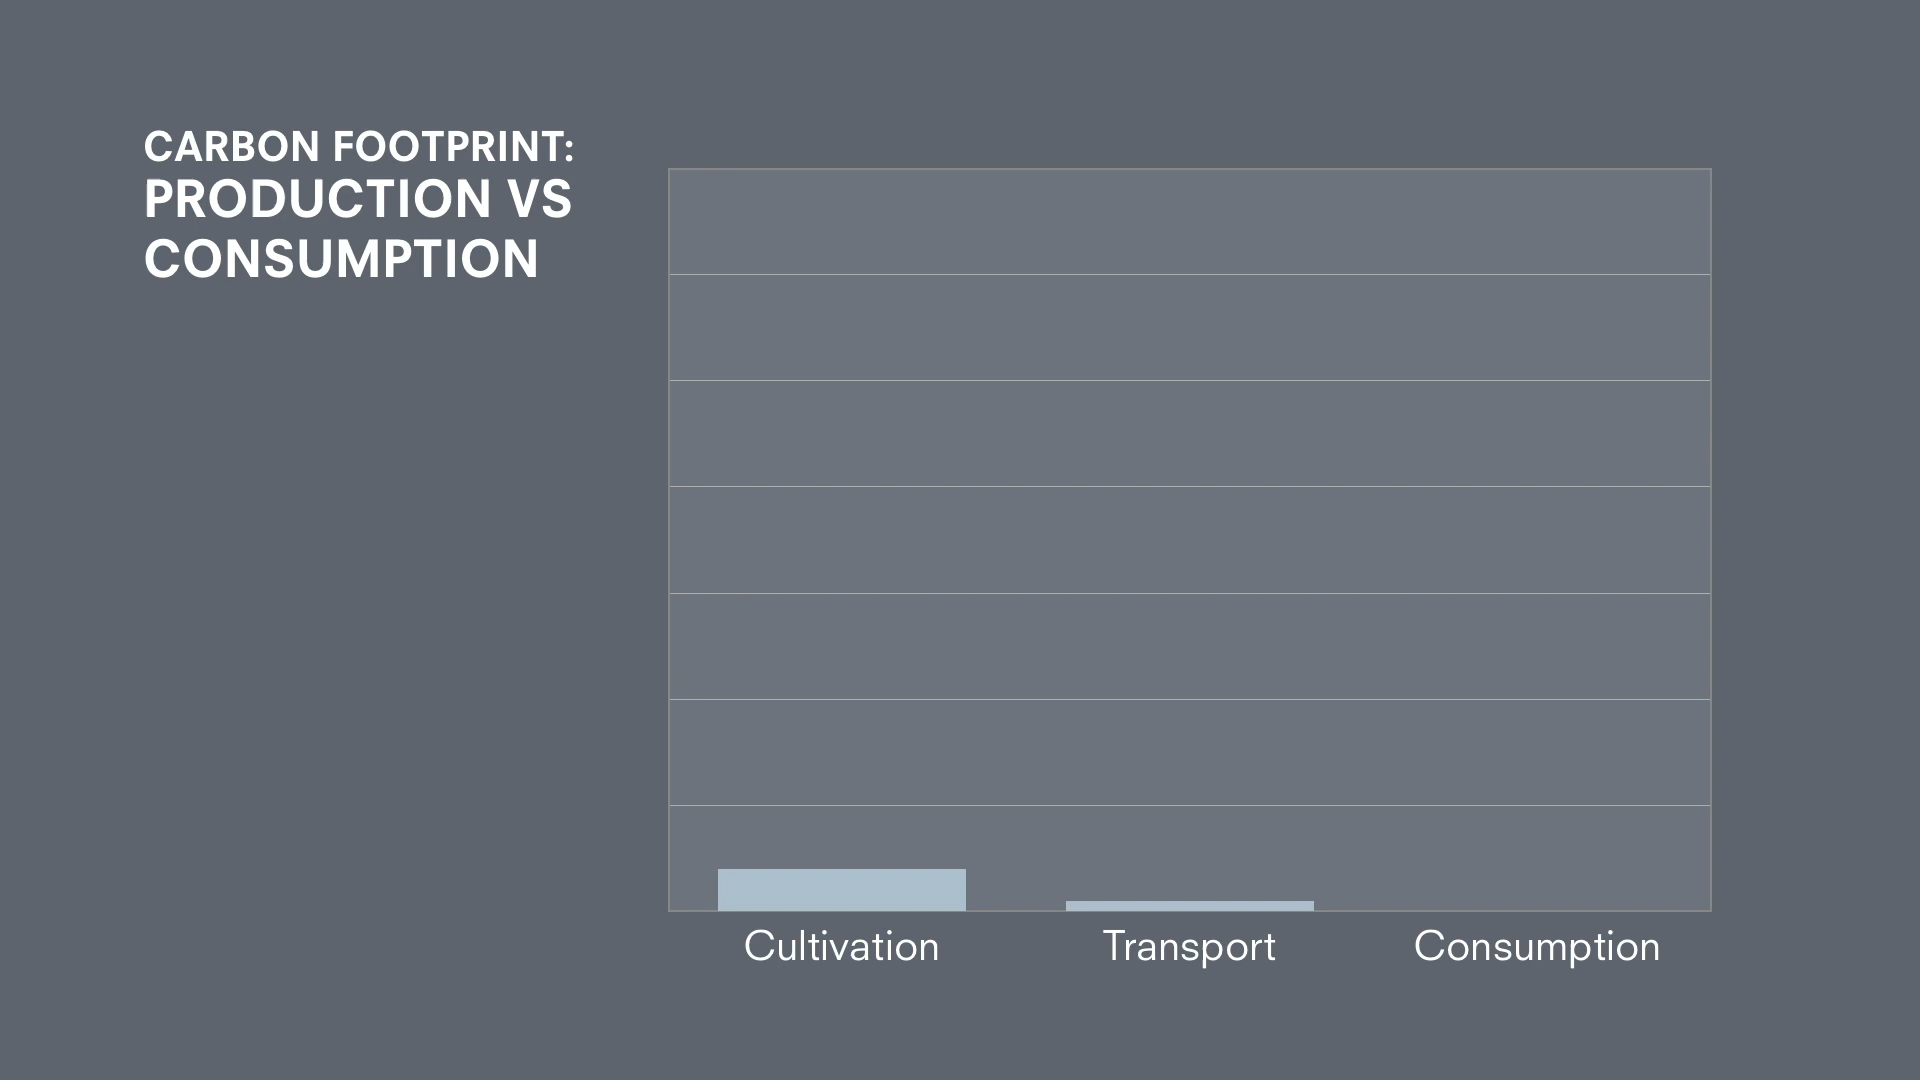 CARBON FOOTPRINT:
PRODUCTION VS
CONSUMPTION
Cultivation
Transport
Consumption